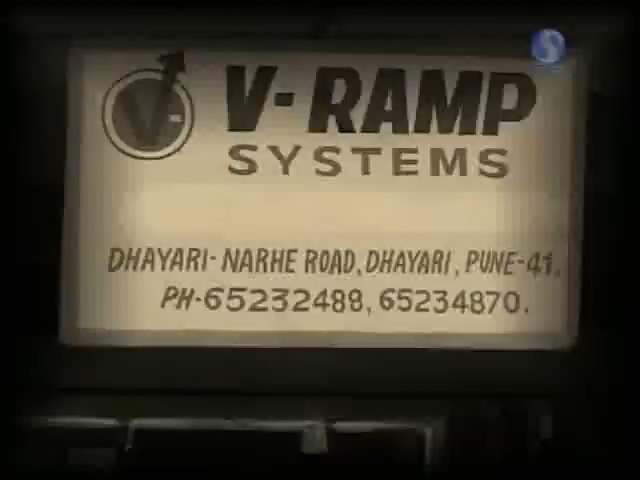 V-
V-RAMP
SYSTEMS
DHAYARI-NARHE ROAD, DHAYARI, PUNE-41.
PH-65232488, 65234870.